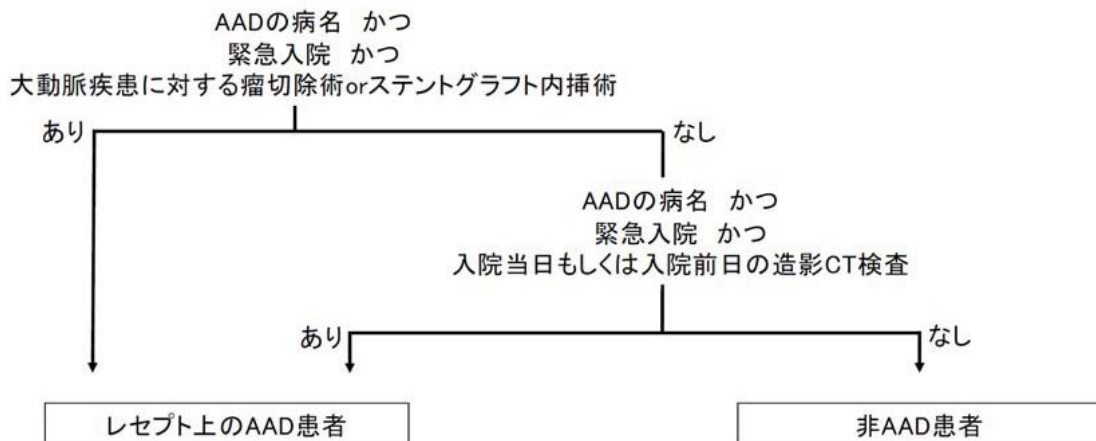 AADの病名 かつ
緊急入院 かつ
大動脈疾患に対する瘤切除術orステントグラフト内挿術
あり
なし
AADの病名 かつ
緊急入院 かつ
入院当日もしくは入院前日の造影CT検査
あり
なし
レセプト上のAAD患者
非AAD患者